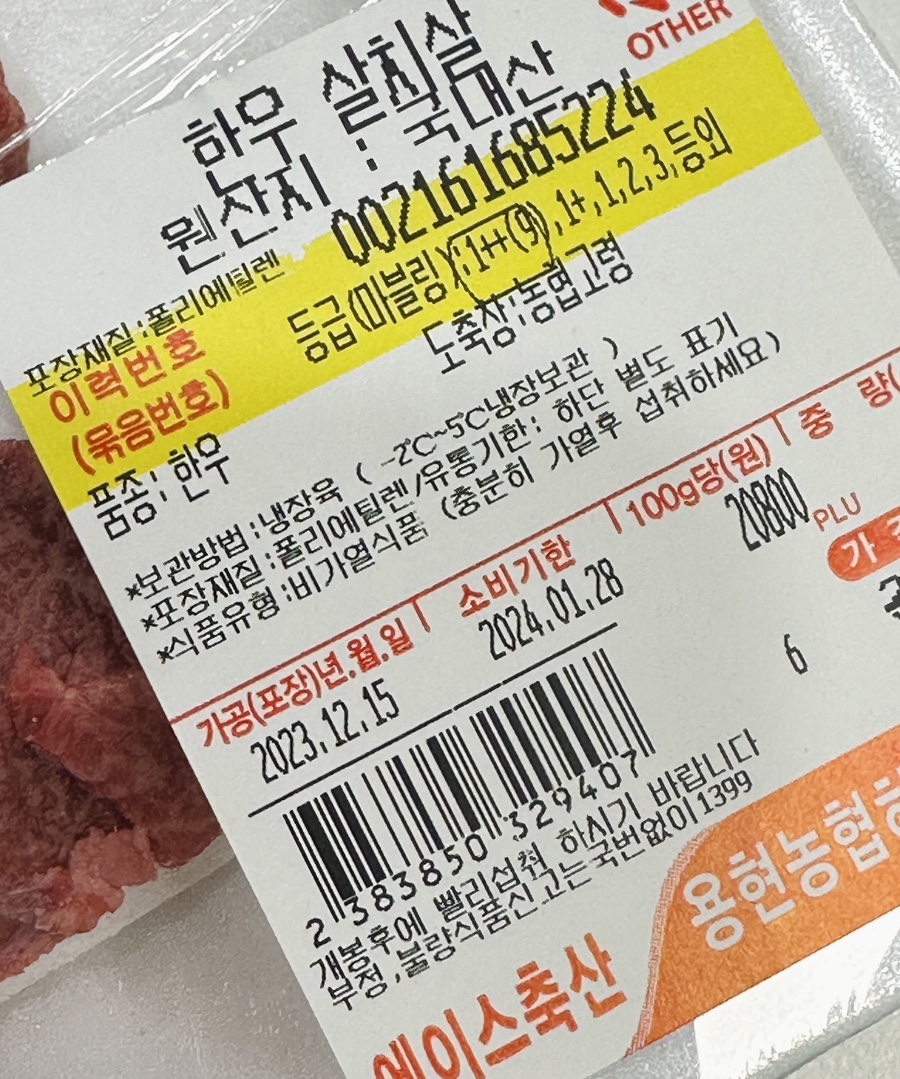 OTHER
한우 살치살
원산지 : 국내산
포장재질:폴리에틸렌
002161685224
이력번호
(묶음번호)
등급(마블링):1++(9),1+,1,2,3,등외
도축장:농협고령
품종: 한우
*보관방법:냉장육 ( -2℃~5℃냉장보관 )
*포장재질:폴리에틸렌/유통기한: 하단 별도 표기
*식품유형:비가열식품 (충분히 가열후 섭취하세요)
가공(포장)년.월.일 소비기한 100g당(원) 중 량(
2023.12.15 2024.01.28 20800
PLU
6
2 383850 329407
개봉후에 빨리섭취 하시기 바랍니다
부정,불량식품신고는국번없이1399
에이스축산
용현농협